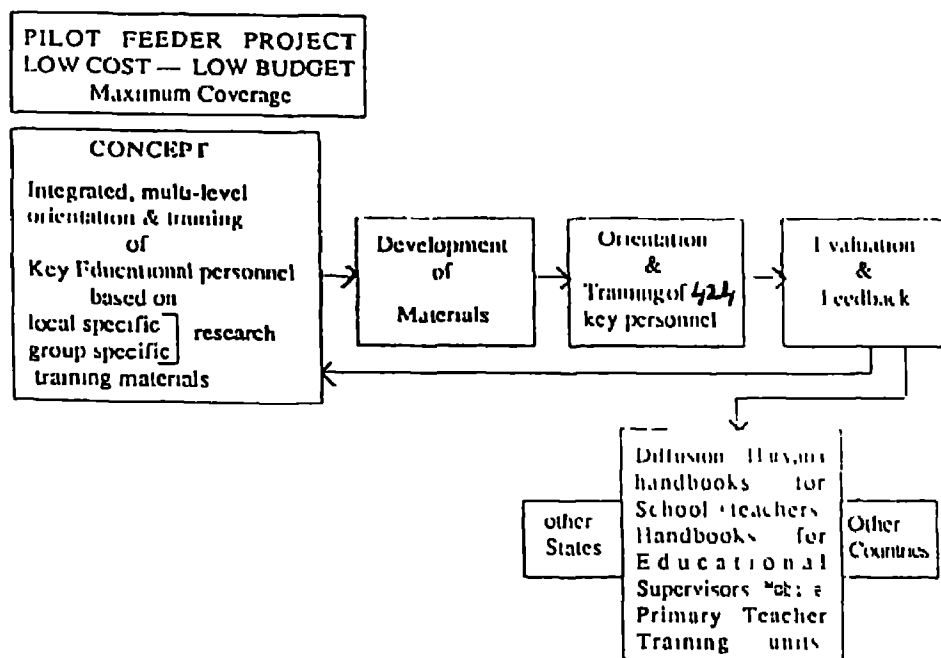 PILOT FEEDER PROJECT
LOW COST — LOW BUDGET
Maximum Coverage
CONCEPT
Integrated, multi-level
orientation & training
of
Key Educational personnel
based on
local specific
group specific
research
training materials
Development
of
Materials
Orientation
&
Training of 424
key personnel
Evaluation
&
Feedback
other
States
Diffusion
handbooks for
School teachers
Handbooks for
Educational
Supervisors
Primary Teacher
Training units
Other
Countries